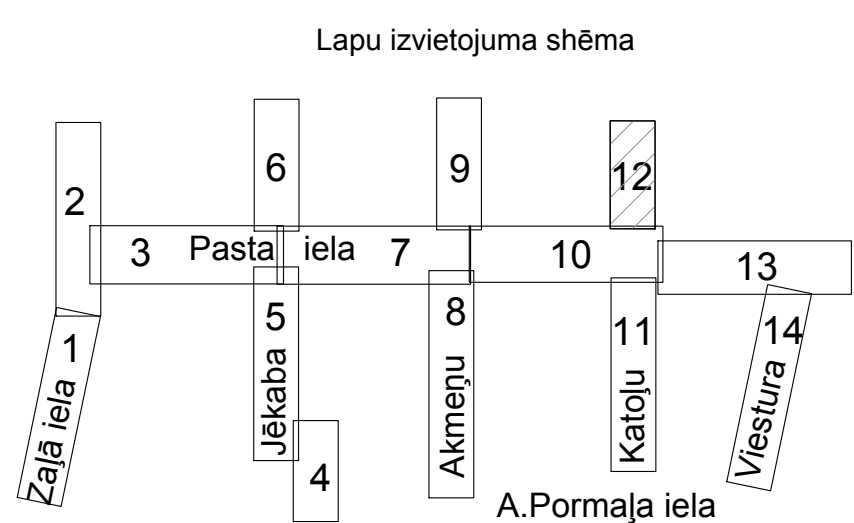 Lapu izvietojuma shēma
6
9
12
2
3
Pasta iela
7
10
13
1
Zaļā iela
5
Jēkaba
8
Akmeņu
11
Katoļu
14
Viestura
4
A.Pormaļa iela